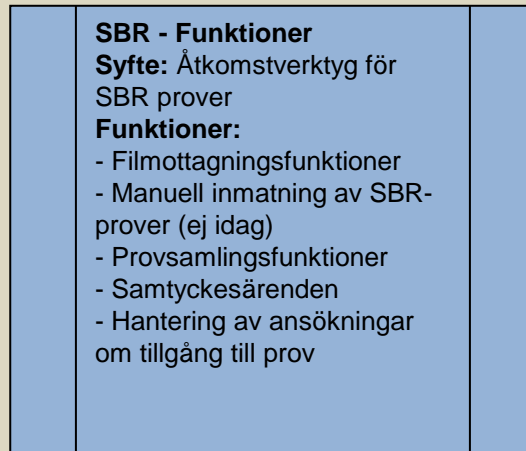 SBR - Funktioner
Syfte: Åtkomstverktyg för
SBR prover
Funktioner:
- Filmottagningsfunktioner
- Manuell inmatning av SBR-
prover (ej idag)
- Provsamlingsfunktioner
- Samtyckesärenden
- Hantering av ansökningar
om tillgång till prov